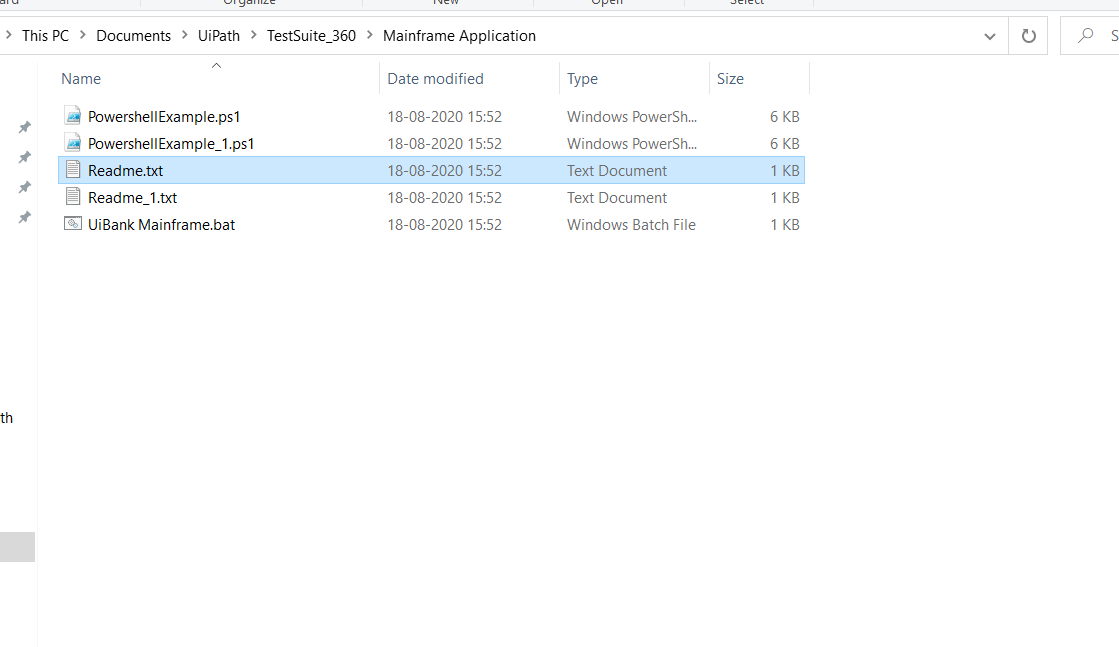 Organize New Open Select
This PC > Documents > UiPath > TestSuite_360 > Mainframe Application
Name Date modified Type Size
PowershellExample.ps1 18-08-2020 15:52 Windows PowerSh... 6 KB
PowershellExample_1.ps1 18-08-2020 15:52 Windows PowerSh... 6 KB
Readme.txt 18-08-2020 15:52 Text Document 1 KB
Readme_1.txt 18-08-2020 15:52 Text Document 1 KB
UiBank Mainframe.bat 18-08-2020 15:52 Windows Batch File 1 KB
th